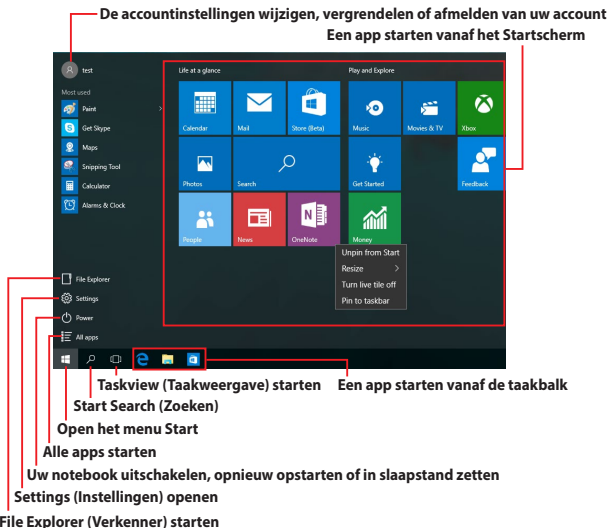 De accountinstellingen wijzigen, vergrendelen of afmelden van uw account
Een app starten vanaf het Startscherm
test
Life at a glance
Play and Explore
Most used
Paint
Get Skype
Maps
Snipping Tool
Calculator
Alarms & Clock
Calendar
Mail
Store (Beta)
Music
Movies & TV
Xbox
Photos
Search
Get Started
Feedback
People
News
OneNote
Money
Unpin from Start
Resize
Turn live tile off
Pin to taskbar
File Explorer
Settings
Power
All apps
Taskview (Taakweergave) starten
Een app starten vanaf de taakbalk
Start Search (Zoeken)
Open het menu Start
Alle apps starten
Uw notebook uitschakelen, opnieuw opstarten of in slaapstand zetten
Settings (Instellingen) openen
File Explorer (Verkenner) starten